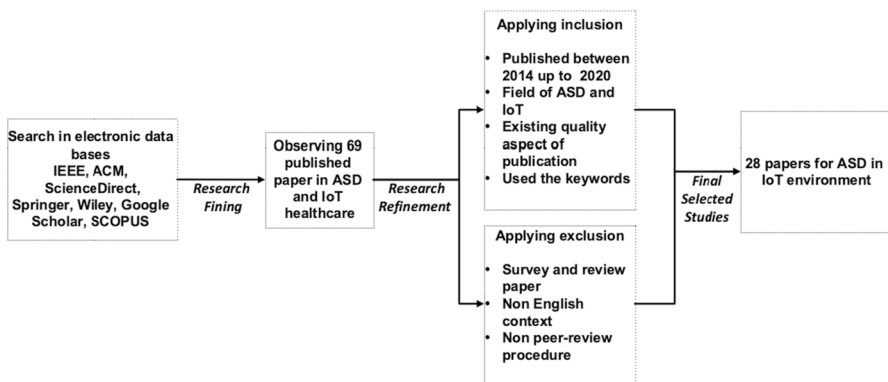 Search in electronic data
bases
IEEE, ACM,
ScienceDirect,
Springer, Wiley, Google
Scholar, SCOPUS
Research
Fining
Observing 69
published
paper in ASD
and IoT
healthcare
Research
Refinement
Applying inclusion
• Published between
2014 up to 2020
• Field of ASD and
IoT
• Existing quality
aspect of
publication
• Used the keywords
Applying exclusion
• Survey and review
paper
• Non English
context
• Non peer-review
procedure
Final
Selected
Studies
28 papers for ASD in
IoT environment